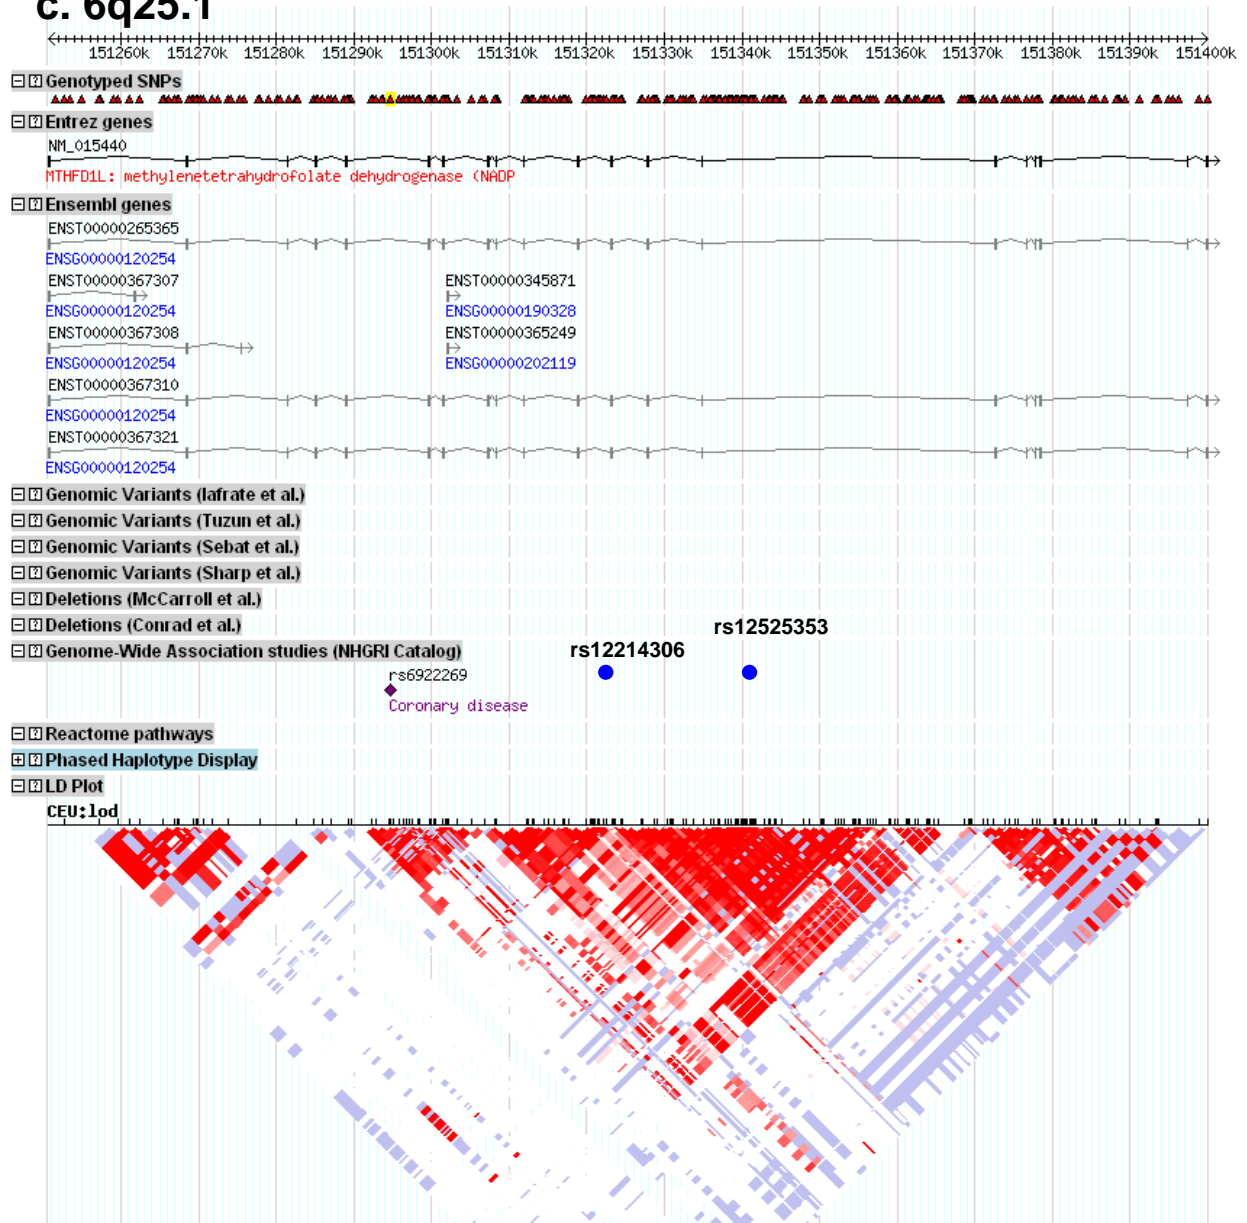 c. 6q25.1
151260k 151270k 151280k 151290k 151300k 151310k 151320k 151330k 151340k 151350k 151360k 151370k 151380k 151390k 151400k
Genotyped SNPs
Entrez genes
NM_015440
MTHFD1L: methylenetetrahydrofolate dehydrogenase (NADP
Ensembl genes
ENST00000265365
ENSG00000120254
ENST00000367307 ENST00000345871
ENSG00000120254 ENSG00000190328
ENST00000367308 ENST00000365249
ENSG00000120254 ENSG00000202119
ENST00000367310
ENSG00000120254
ENST00000367321
ENSG00000120254
Genomic Variants (Iafrate et al.)
Genomic Variants (Tuzun et al.)
Genomic Variants (Sebat et al.)
Genomic Variants (Sharp et al.)
Deletions (McCarroll et al.)
Deletions (Conrad et al.)
rs12525353
Genome-Wide Association studies (NHGRI Catalog)
rs12214306
rs6922269
Coronary disease
Reactome pathways
Phased Haplotype Display
LD Plot
CEU:lod